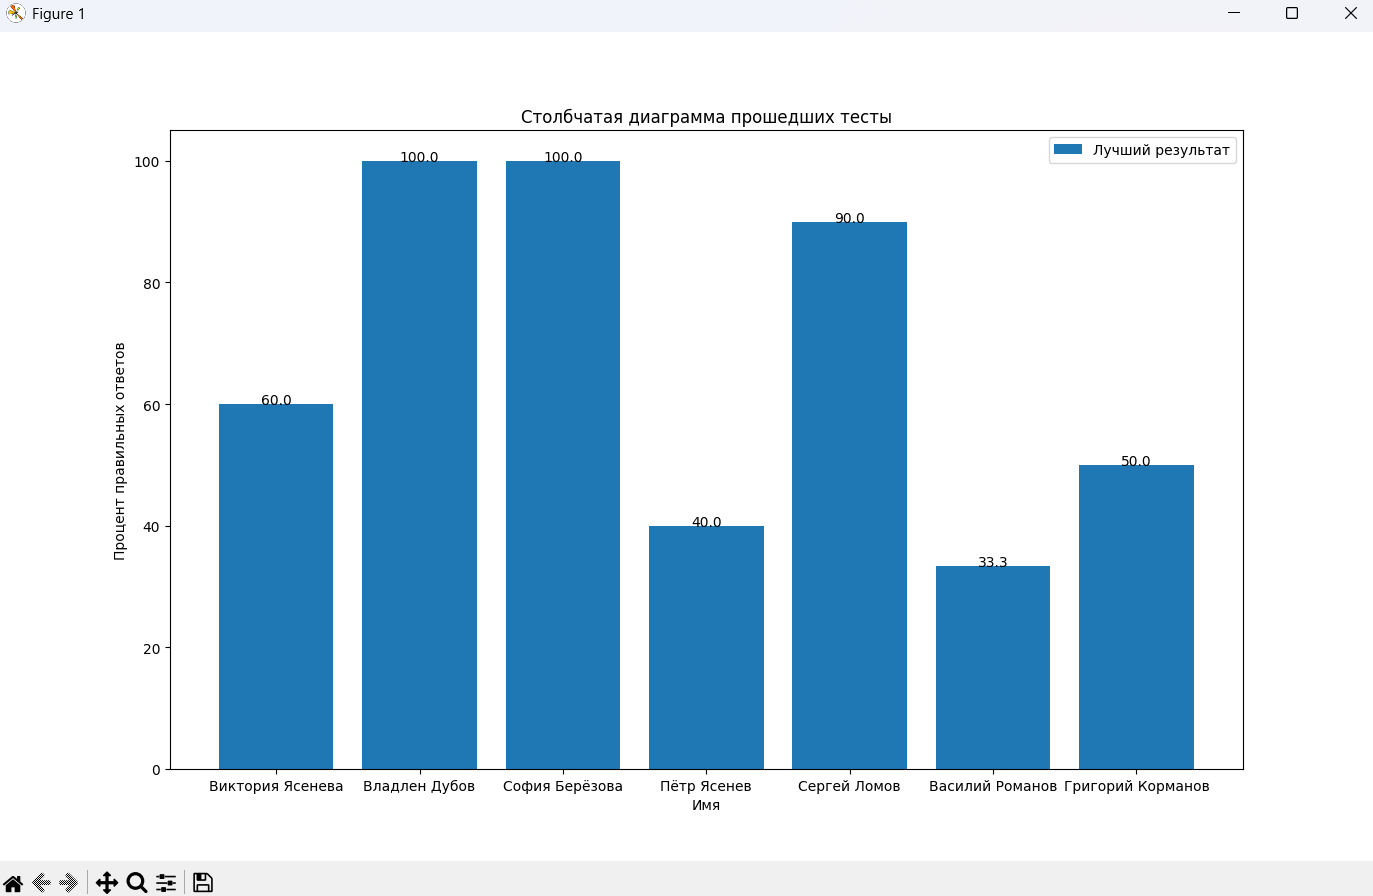 Figure 1
Столбчатая диаграмма прошедших тесты
Лучший результат
Процент правильных ответов
100
80
60
40
20
0
60.0
100.0
100.0
40.0
90.0
33.3
50.0
Виктория Ясенева
Владлен Дубов
София Берёзова
Пётр Ясенев
Сергей Ломов
Василий Романов
Григорий Корманов
Имя